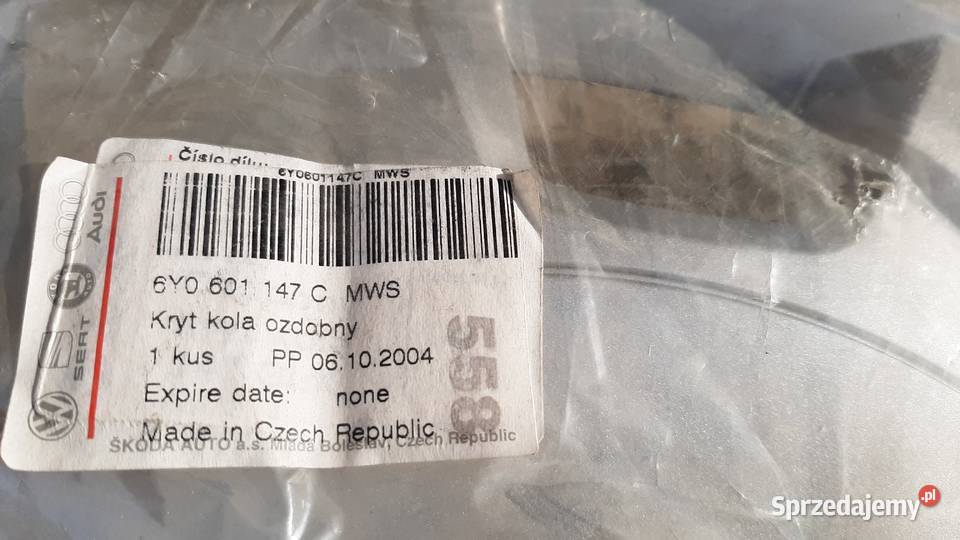 Číslo dílu:
6Y0601147C MWS
6Y0 601 147 C MWS
Kryt kola ozdobny
1 kus PP 06.10.2004
Expire date: none
Made in Czech Republic
ŠKODA AUTO a.s. Mladá Boleslav, Czech Republic
558
Audi
SEAT
Sprzedajemy.pl